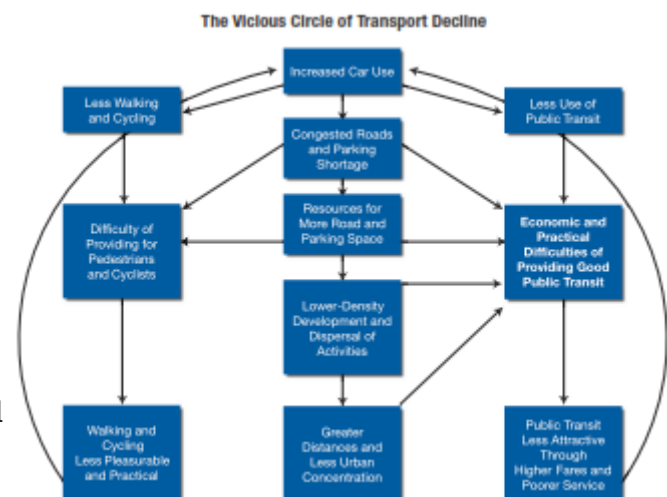 The Vicious Circle of Transport Decline
Increased Car Use
Less Walking
and Cycling
Less Use of
Public Transit
Congested Roads
and Parking
Shortage
Difficulty of
Providing for
Pedestrians
and Cyclists
Resources for
More Road and
Parking Space
Economic and
Practical
Difficulties of
Providing Good
Public Transit
Lower-Density
Development and
Dispersal of
Activities
Walking and
Cycling
Less Pleasurable
and Practical
Greater
Distances and
Less Urban
Concentration
Public Transit
Less Attractive
Through
Higher Fares and
Poorer Service